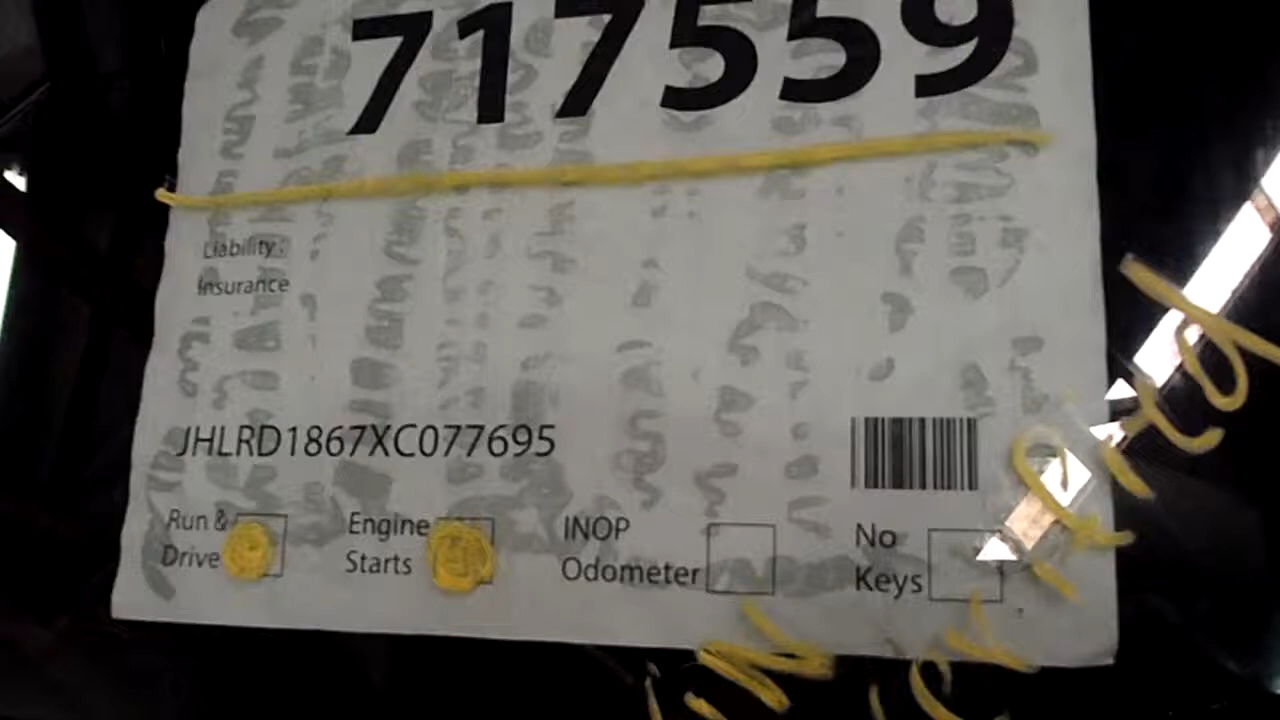 717559
Liability:
Insurance
JHLRD1867XC077695
Run & Drive
Engine Starts
INOP Odometer
No Keys